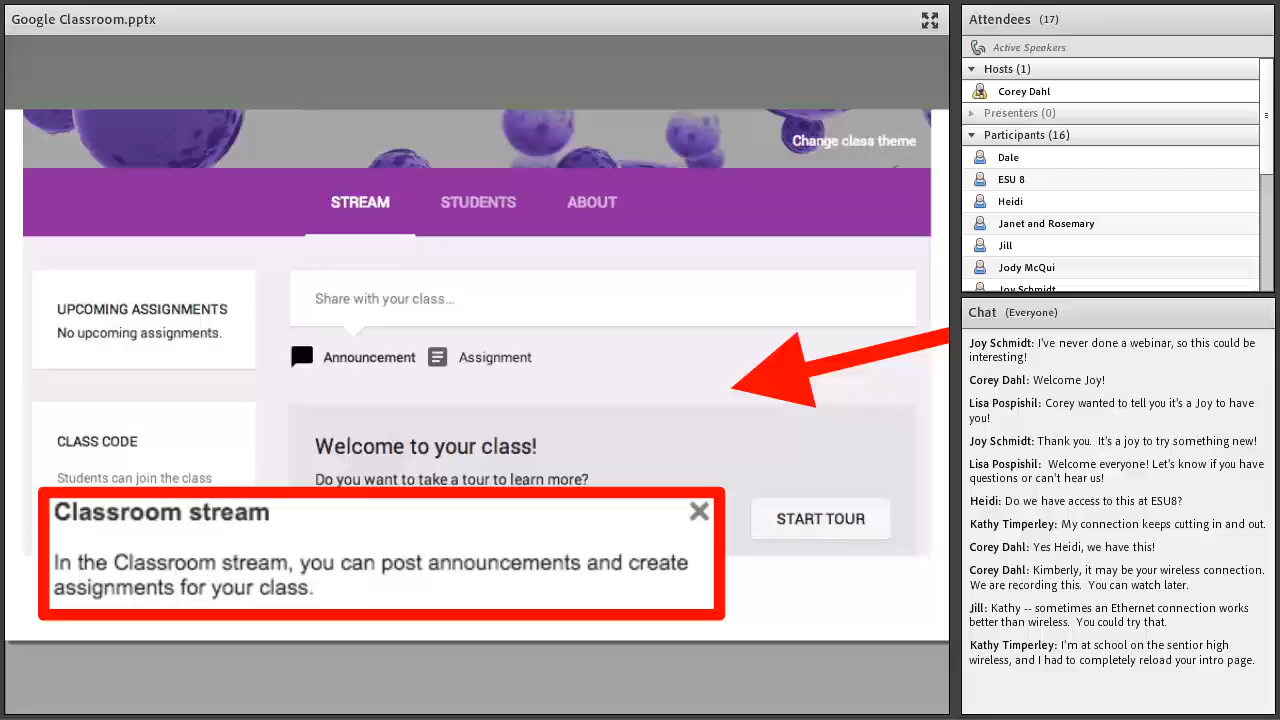 Google Classroom.pptx
Change class theme
STREAM STUDENTS ABOUT
UPCOMING ASSIGNMENTS
No upcoming assignments.
Share with your class...
Announcement Assignment
CLASS CODE
Students can join the class
Welcome to your class!
Do you want to take a tour to learn more?
START TOUR
Classroom stream
In the Classroom stream, you can post announcements and create
assignments for your class.
Attendees (17)
Active Speakers
Hosts (1)
Corey Dahl
Presenters (0)
Participants (16)
Dale
ESU 8
Heidi
Janet and Rosemary
Jill
Jody McQui
Joy Schmidt
Chat (Everyone)
Joy Schmidt: I've never done a webinar, so this could be
interesting!
Corey Dahl: Welcome Joy!
Lisa Pospishil: Corey wanted to tell you it's a Joy to have
you!
Joy Schmidt: Thank you. It's a joy to try something new!
Lisa Pospishil: Welcome everyone! Let's know if you have
questions or can't hear us!
Heidi: Do we have access to this at ESU8?
Kathy Timperley: My connection keeps cutting in and out.
Corey Dahl: Yes Heidi, we have this!
Corey Dahl: Kimberly, it may be your wireless connection.
We are recording this. You can watch later.
Jill: Kathy -- sometimes an Ethernet connection works
better than wireless. You could try that.
Kathy Timperley: I'm at school on the sentior high
wireless, and I had to completely reload your intro page.